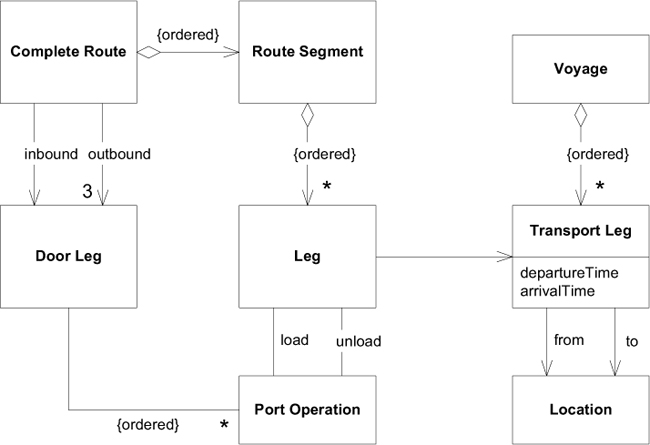 {ordered}
Complete Route
Route Segment
Voyage
inbound
outbound
{ordered}
{ordered}
3
*
*
Door Leg
Leg
Transport Leg
departureTime
arrivalTime
load
unload
from
to
{ordered}
*
Port Operation
Location